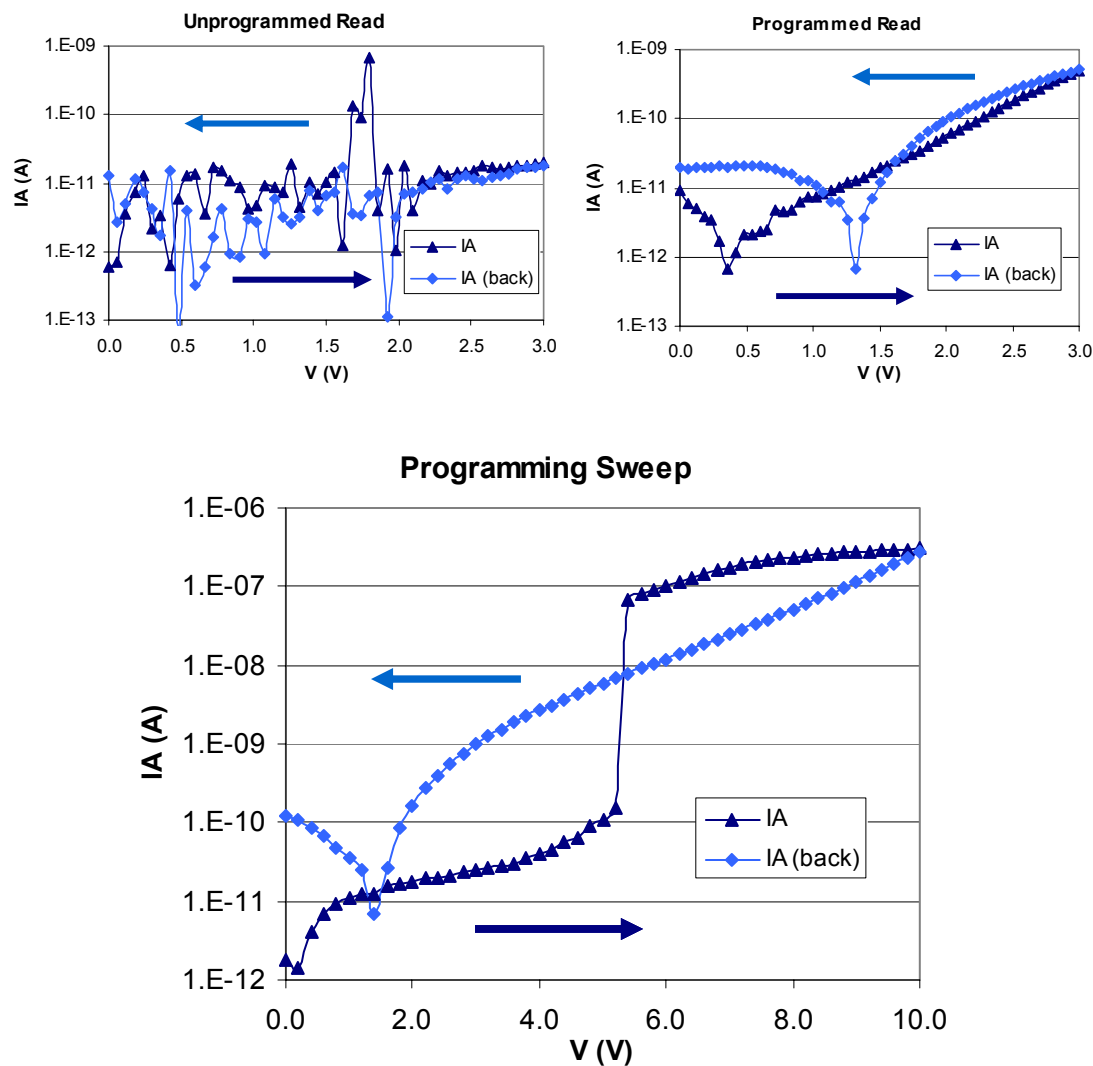 Unprogrammed Read
1.E-09
1.E-10
1.E-11
1.E-12
1.E-13
IA (A)
0.0 0.5 1.0 1.5 2.0 2.5 3.0
V (V)
IA
IA (back)
Programmed Read
1.E-09
1.E-10
1.E-11
1.E-12
1.E-13
IA (A)
0.0 0.5 1.0 1.5 2.0 2.5 3.0
V (V)
IA
IA (back)
Programming Sweep
1.E-06
1.E-07
1.E-08
1.E-09
1.E-10
1.E-11
1.E-12
IA (A)
0.0 2.0 4.0 6.0 8.0 10.0
V (V)
IA
IA (back)